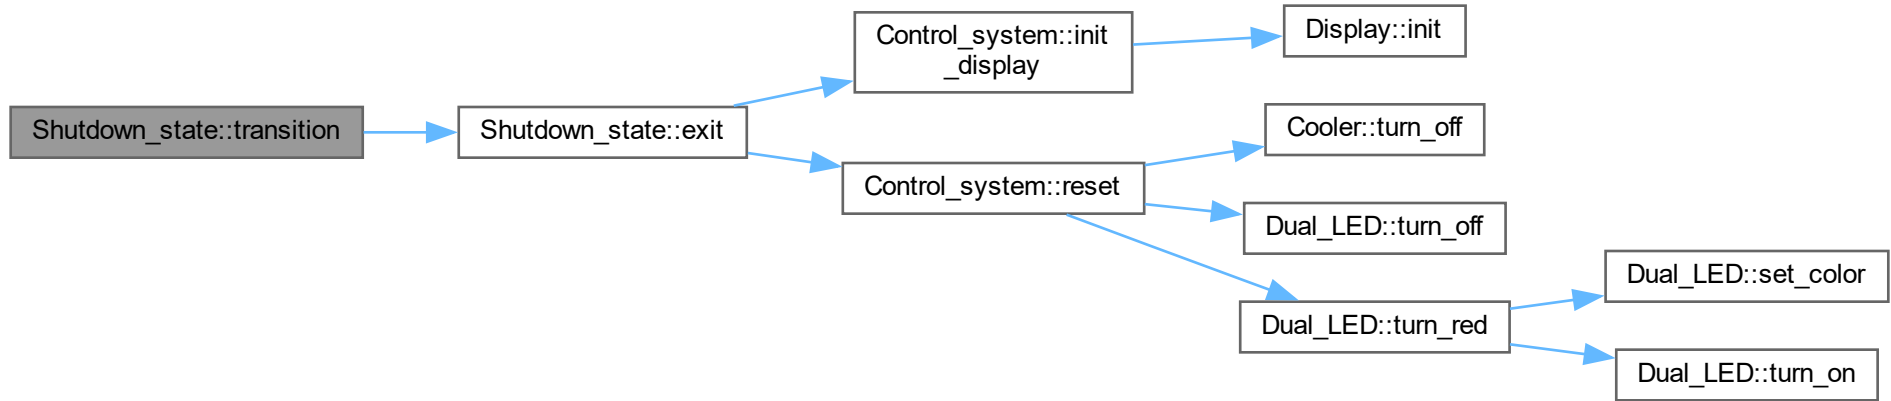 Shutdown_state::transition
Shutdown_state::exit
Control_system::init
_display
Display::init
Control_system::reset
Cooler::turn_off
Dual_LED::turn_off
Dual_LED::turn_red
Dual_LED::set_color
Dual_LED::turn_on